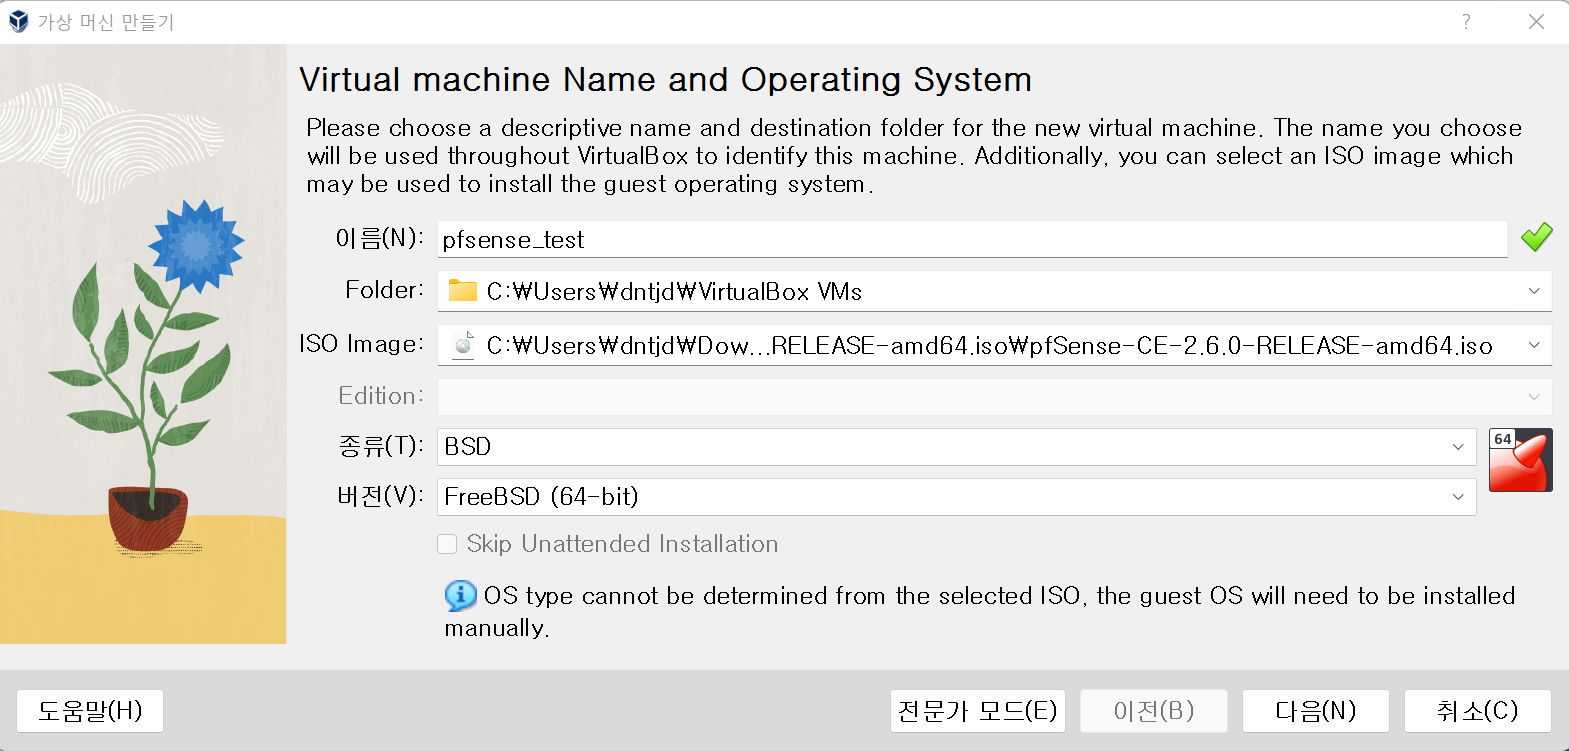 가상 머신 만들기
?
Virtual machine Name and Operating System
Please choose a descriptive name and destination folder for the new virtual machine. The name you choose
will be used throughout VirtualBox to identify this machine. Additionally, you can select an ISO image which
may be used to install the guest operating system.
이름(N): pfsense_test
Folder: C:₩Users₩dntjd₩VirtualBox VMs
ISO Image: C:₩Users₩dntjd₩Dow...RELEASE-amd64.iso₩pfSense-CE-2.6.0-RELEASE-amd64.iso
Edition:
종류(T): BSD
64
버전(V): FreeBSD (64-bit)
Skip Unattended Installation
OS type cannot be determined from the selected ISO, the guest OS will need to be installed
manually.
도움말(H) 전문가 모드(E) 이전(B) 다음(N) 취소(C)